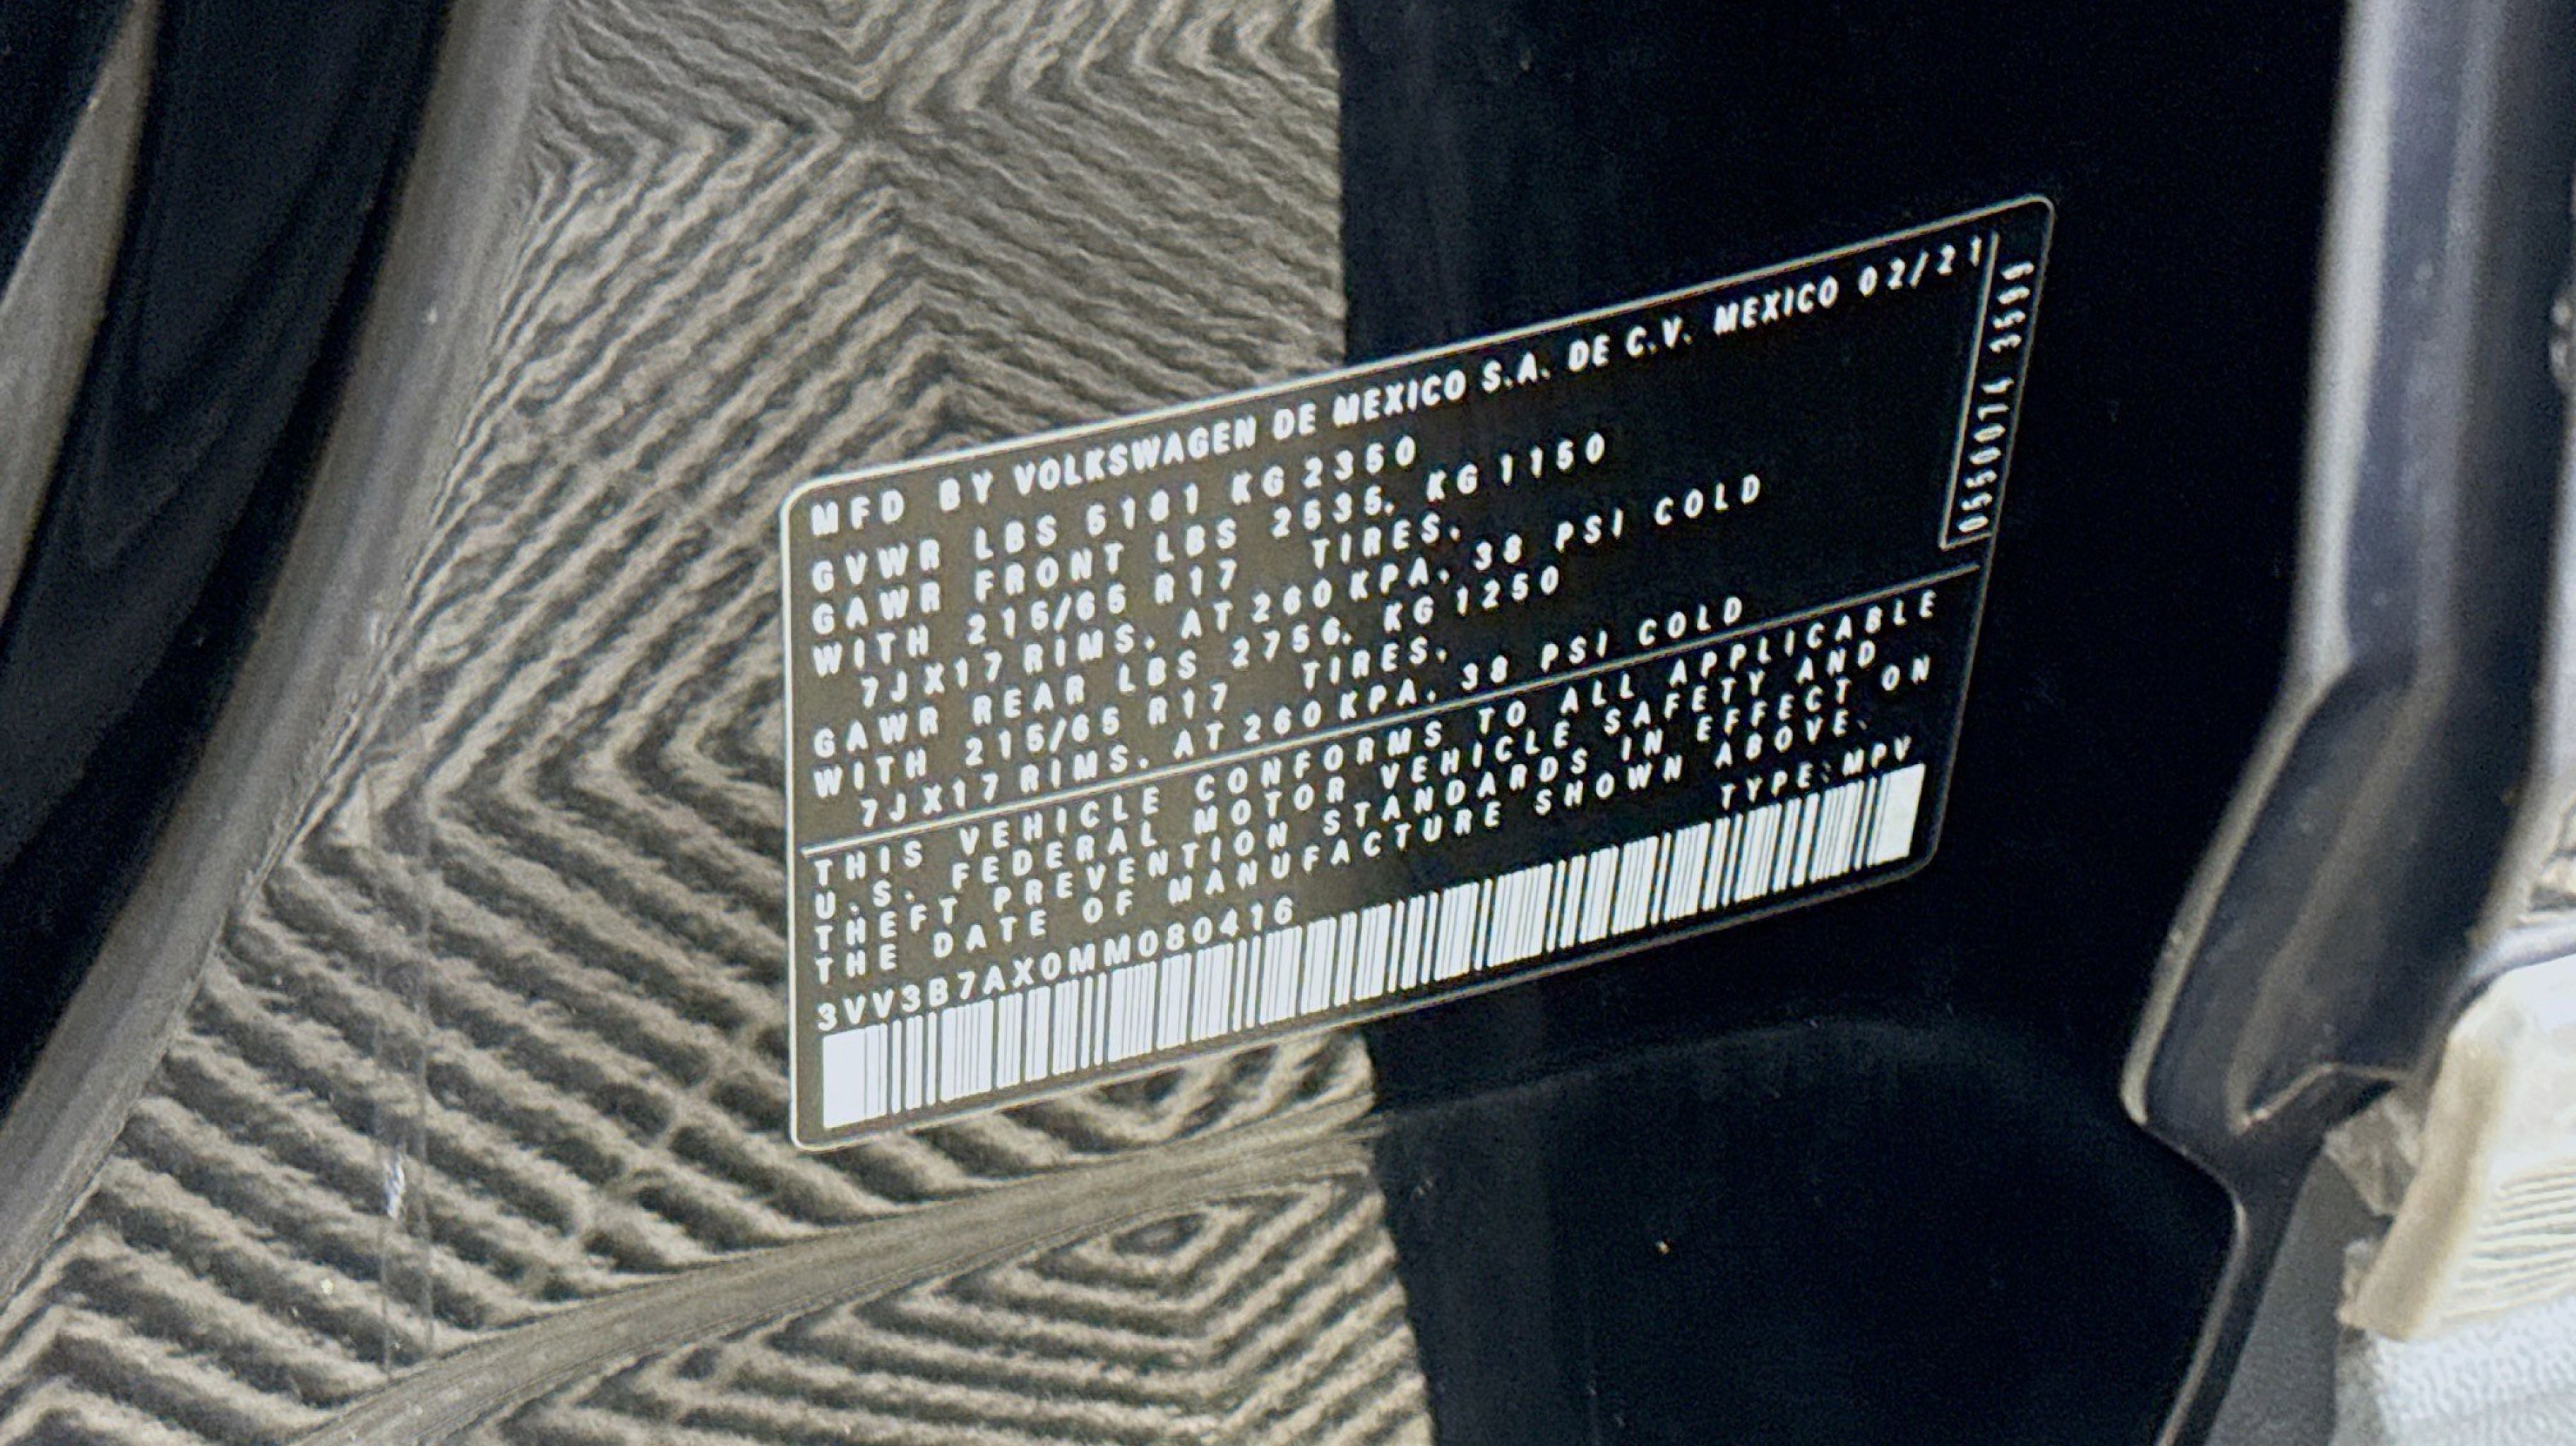 MFD BY VOLKSWAGEN DE MEXICO S.A. DE C.V. MEXICO 02/21
GVWR LBS 5181 KG 2350
GAWR FRONT LBS 2535, KG 1150
WITH 215/65 R17 TIRES,
7JX17 RIMS, AT 260 KPA, 38 PSI COLD
GAWR REAR LBS 2756, KG 1250
WITH 215/65 R17 TIRES,
7JX17 RIMS, AT 260 KPA, 38 PSI COLD
THIS VEHICLE CONFORMS TO ALL APPLICABLE
U.S. FEDERAL MOTOR VEHICLE SAFETY AND
THEFT PREVENTION STANDARDS IN EFFECT ON
THE DATE OF MANUFACTURE SHOWN ABOVE.
TYPE: MPV
3VV3B7AX0MM080416